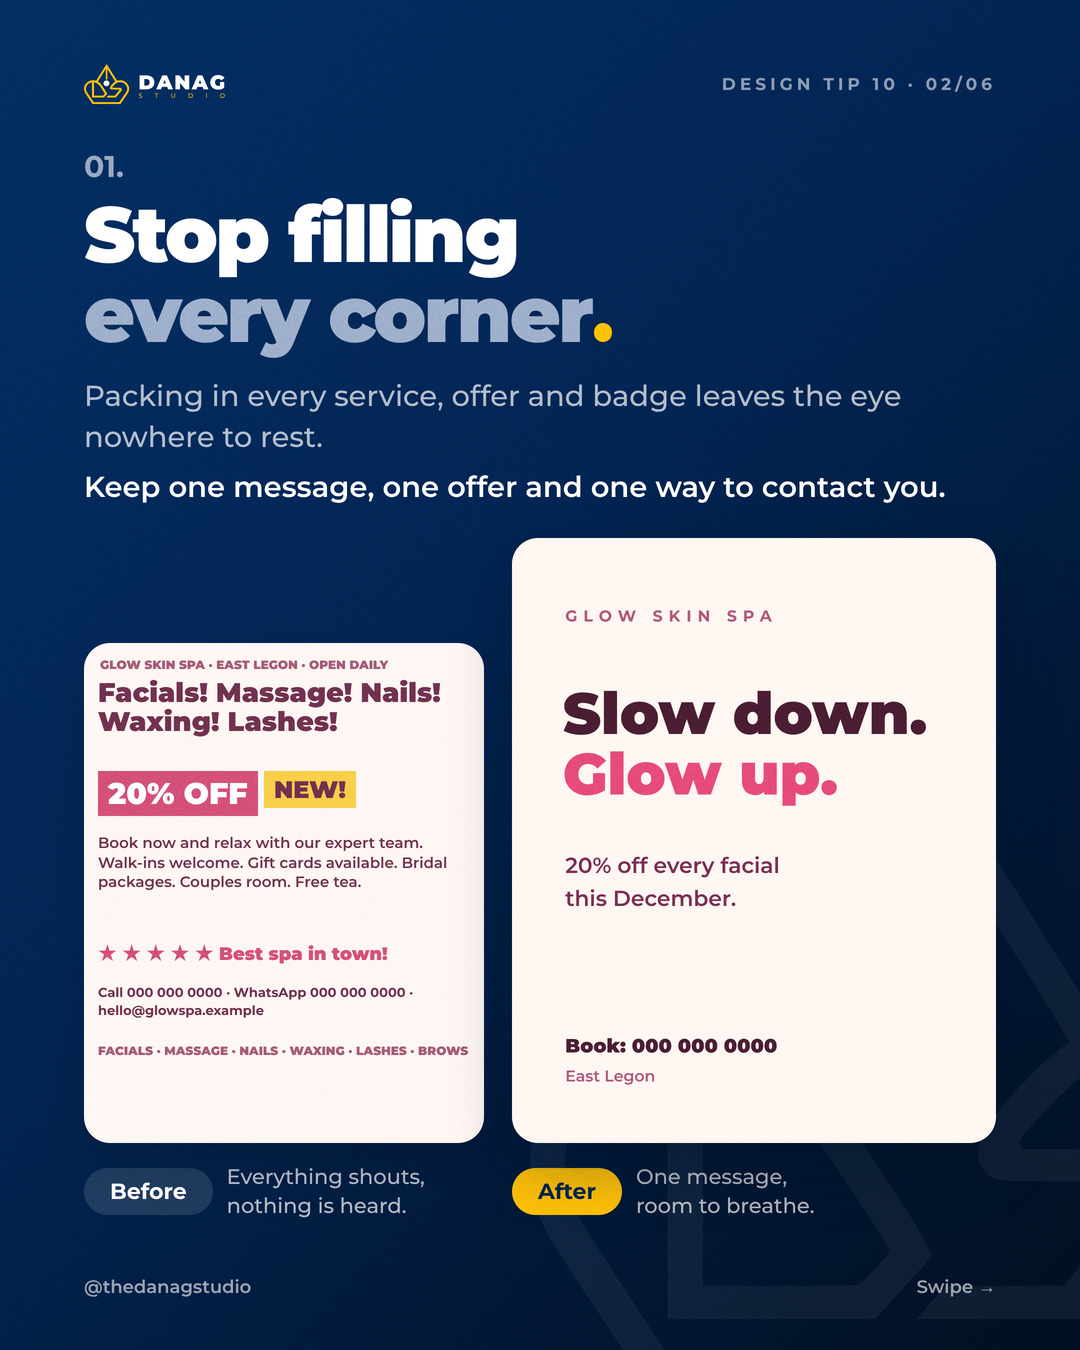 DANAG
STUDIO
DESIGN TIP 10 · 02/06
01.
Stop filling
every corner.
Packing in every service, offer and badge leaves the eye
nowhere to rest.
Keep one message, one offer and one way to contact you.
GLOW SKIN SPA · EAST LEGON · OPEN DAILY
Facials! Massage! Nails!
Waxing! Lashes!
20% OFF
NEW!
Book now and relax with our expert team.
Walk-ins welcome. Gift cards available. Bridal
packages. Couples room. Free tea.
★ ★ ★ ★ ★ Best spa in town!
Call 000 000 0000 · WhatsApp 000 000 0000 ·
hello@glowspa.example
FACIALS · MASSAGE · NAILS · WAXING · LASHES · BROWS
Before
Everything shouts,
nothing is heard.
GLOW SKIN SPA
Slow down.
Glow up.
20% off every facial
this December.
Book: 000 000 0000
East Legon
After
One message,
room to breathe.
@thedanagstudio
Swipe →